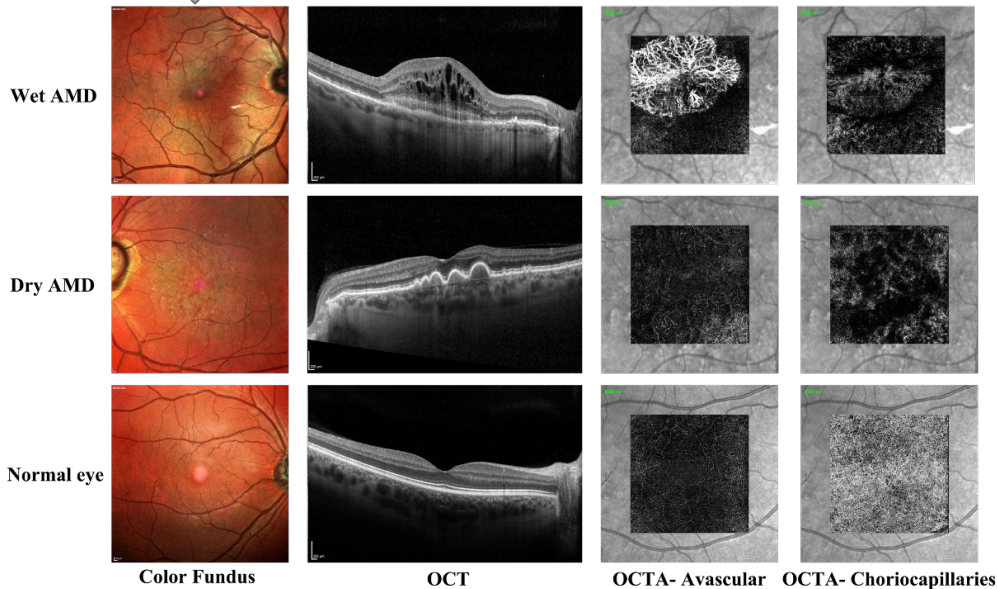 Wet AMD
Dry AMD
Normal eye
Color Fundus
OCT
OCTA- Avascular
OCTA- Choriocapillaries